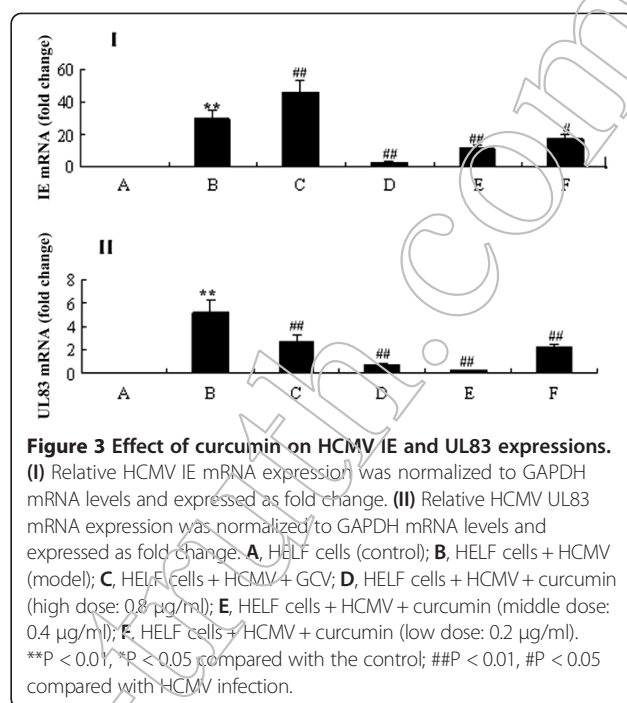 I
IE mRNA (fold change)
60
40
20
0
**
##
##
##
#
A B C D E F
II
UL83 mRNA (fold change)
8
6
4
2
0
**
##
##
##
##
A B C D E F
Figure 3 Effect of curcumin on HCMV IE and UL83 expressions.
(I) Relative HCMV IE mRNA expression was normalized to GAPDH
mRNA levels and expressed as fold change. (II) Relative HCMV UL83
mRNA expression was normalized to GAPDH mRNA levels and
expressed as fold change. A, HELF cells (control); B, HELF cells + HCMV
(model); C, HELF cells + HCMV + GCV; D, HELF cells + HCMV + curcumin
(high dose: 0.8 μg/ml); E, HELF cells + HCMV + curcumin (middle dose:
0.4 μg/ml); F, HELF cells + HCMV + curcumin (low dose: 0.2 μg/ml).
**P < 0.01, *P < 0.05 compared with the control; ##P < 0.01, #P < 0.05
compared with HCMV infection.
truth.com